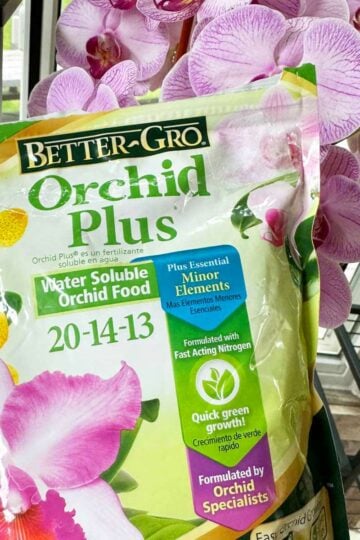 BETTER-GRO®
Orchid
Plus
Orchid Plus® es un fertilizante
soluble en agua
Water Soluble
Orchid Food
20-14-13
Plus Essential
Minor
Elements
Mas Elementos Menores
Esenciales
Formulated with
Fast Acting Nitrogen
Quick green
growth!
Crecimiento de verde
rapido
Formulated by
Orchid
Specialists